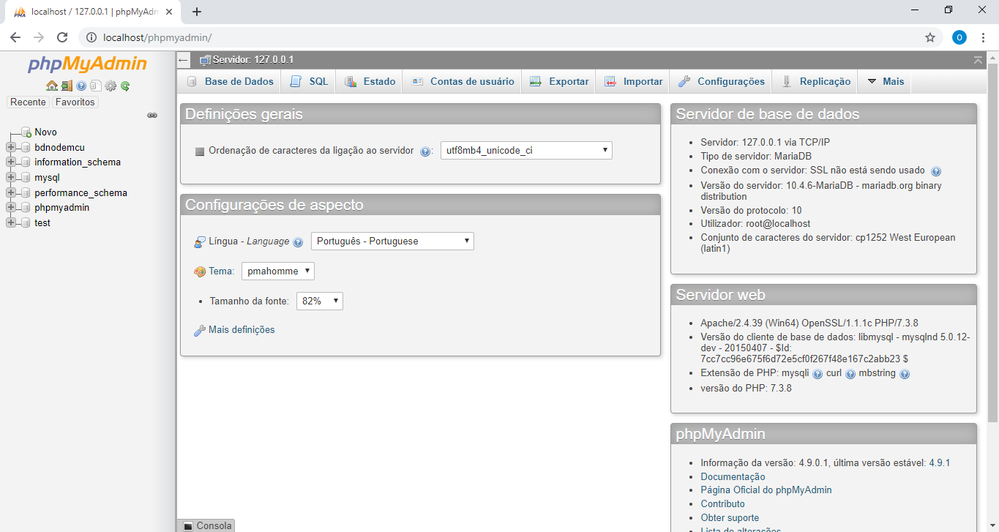 localhost / 127.0.0.1 | phpMyAdm
localhost/phpmyadmin/
O
phpMyAdmin
Recente Favoritos
Novo
bdnodemcu
information_schema
mysql
performance_schema
phpmyadmin
test
Servidor: 127.0.0.1
Base de Dados SQL Estado Contas de usuário Exportar Importar Configurações Replicação Mais
Definições gerais
Ordenação de caracteres da ligação ao servidor : utf8mb4_unicode_ci
Configurações de aspecto
Língua - Language Português - Portuguese
Tema: pmahomme
Tamanho da fonte: 82%
Mais definições
Servidor de base de dados
Servidor: 127.0.0.1 via TCP/IP
Tipo de servidor: MariaDB
Conexão com o servidor: SSL não está sendo usado
Versão do servidor: 10.4.6-MariaDB - mariadb.org binary
distribution
Versão do protocolo: 10
Utilizador: root@localhost
Conjunto de caracteres do servidor: cp1252 West European
(latin1)
Servidor web
Apache/2.4.39 (Win64) OpenSSL/1.1.1c PHP/7.3.8
Versão do cliente de base de dados: libmysql - mysqlnd 5.0.12-
dev - 20150407 - $Id:
7cc7cc96e675f6d72e5cf0f267f48e167c2abb23 $
Extensão de PHP: mysqli curl mbstring
versão do PHP: 7.3.8
phpMyAdmin
Informação da versão: 4.9.0.1, última versão estável: 4.9.1
Documentação
Página Oficial do phpMyAdmin
Contributo
Obter suporte
Lista de alterações
Consola